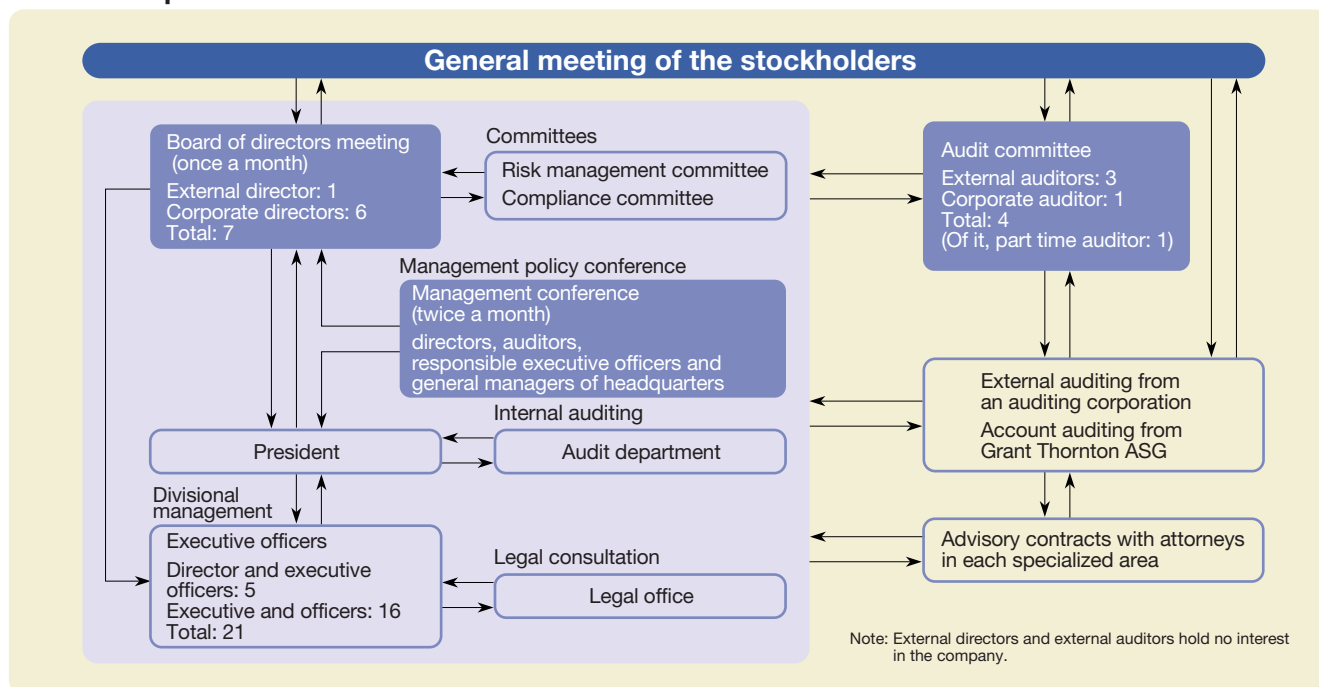 General meeting of the stockholders
Board of directors meeting
(once a month)
External director: 1
Corporate directors: 6
Total: 7
Committees
Risk management committee
Compliance committee
Audit committee
External auditors: 3
Corporate auditor: 1
Total: 4
(Of it, part time auditor: 1)
Management policy conference
Management conference
(twice a month)
directors, auditors,
responsible executive officers and
general managers of headquarters
External auditing from
an auditing corporation
Account auditing from
Grant Thornton ASG
Internal auditing
President
Audit department
Divisional
management
Executive officers
Director and executive
officers: 5
Executive and officers: 16
Total: 21
Legal consultation
Legal office
Advisory contracts with attorneys
in each specialized area
Note: External directors and external auditors hold no interest
in the company.